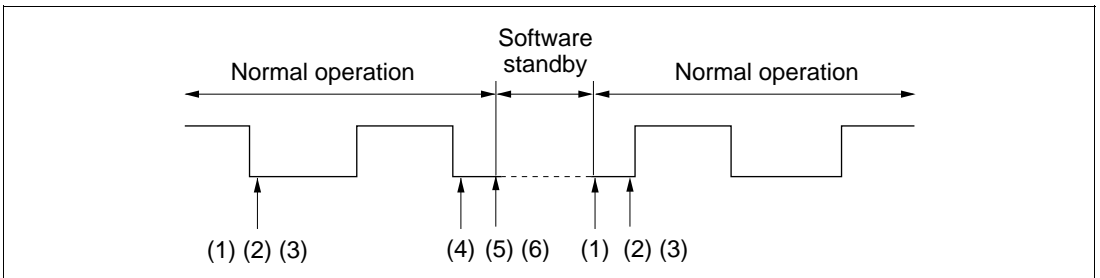 Software
standby
Normal operation
Normal operation
(1) (2) (3)
(4)
(5) (6)
(1)
(2) (3)